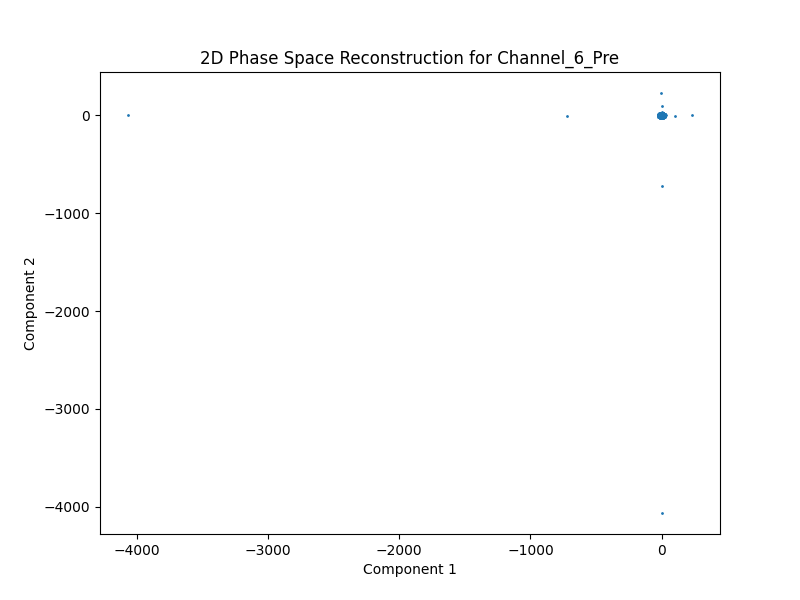 2D Phase Space Reconstruction for Channel_6_Pre
0
−1000
−2000
−3000
−4000
Component 2
−4000 −3000 −2000 −1000 0
Component 1